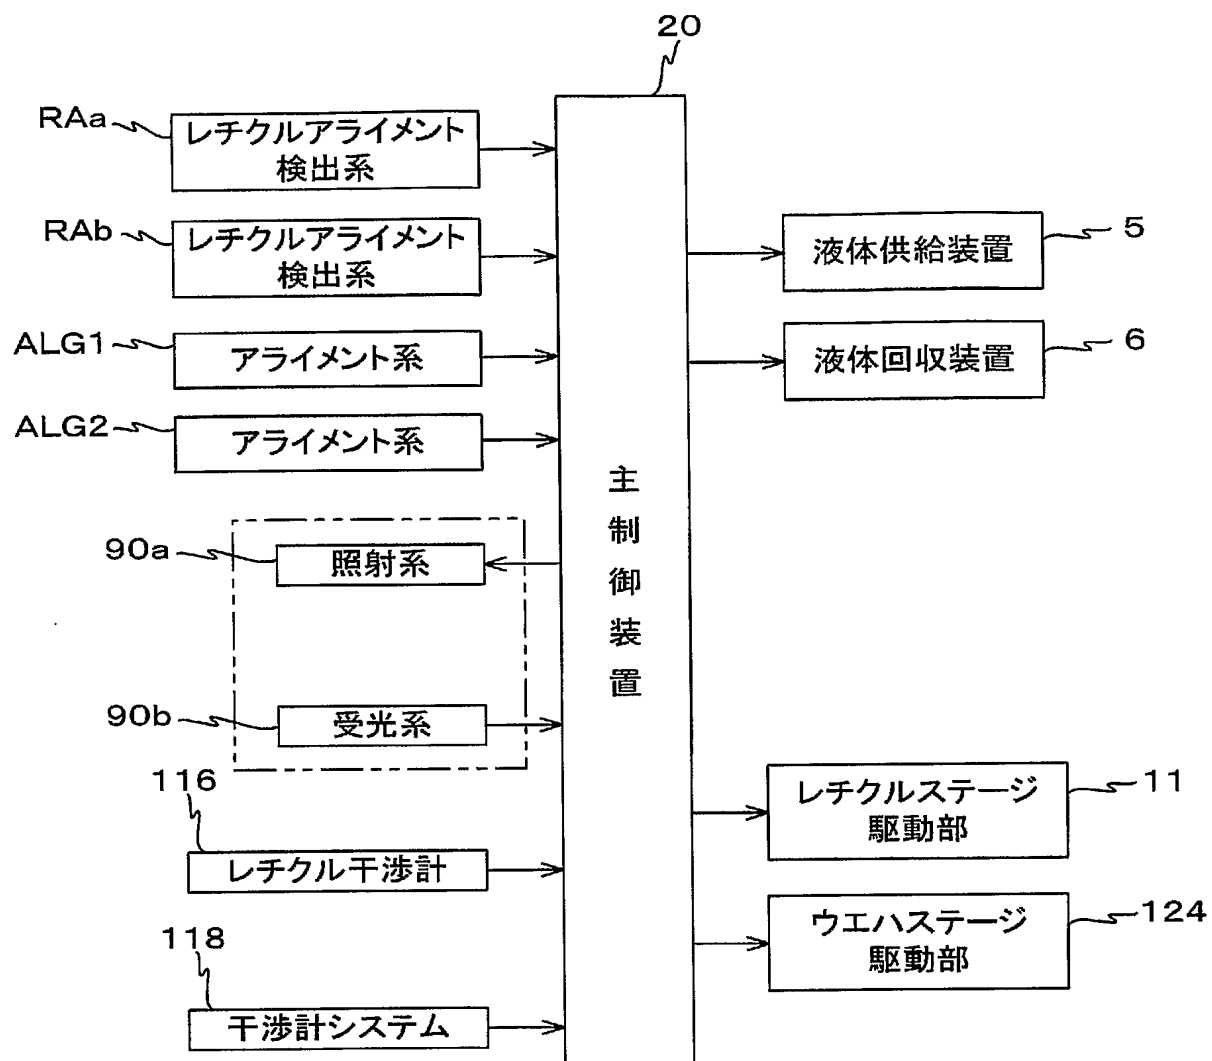 20
RAa
レチクルアライメント
検出系
RAb
レチクルアライメント
検出系
ALG1
アライメント系
ALG2
アライメント系
90a
照射系
90b
受光系
116
レチクル干渉計
118
干渉計システム
主制御装置
液体供給装置
5
液体回収装置
6
レチクルステージ
駆動部
11
ウエハステージ
駆動部
124